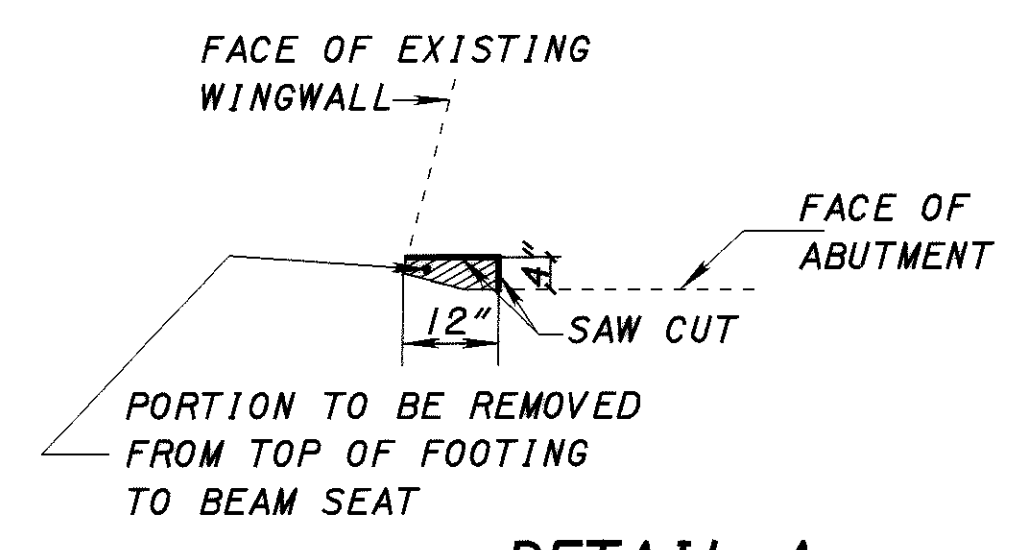 FACE OF EXISTING
WINGWALL
FACE OF
ABUTMENT
4"
12"
SAW CUT
PORTION TO BE REMOVED
FROM TOP OF FOOTING
TO BEAM SEAT
DETAIL A